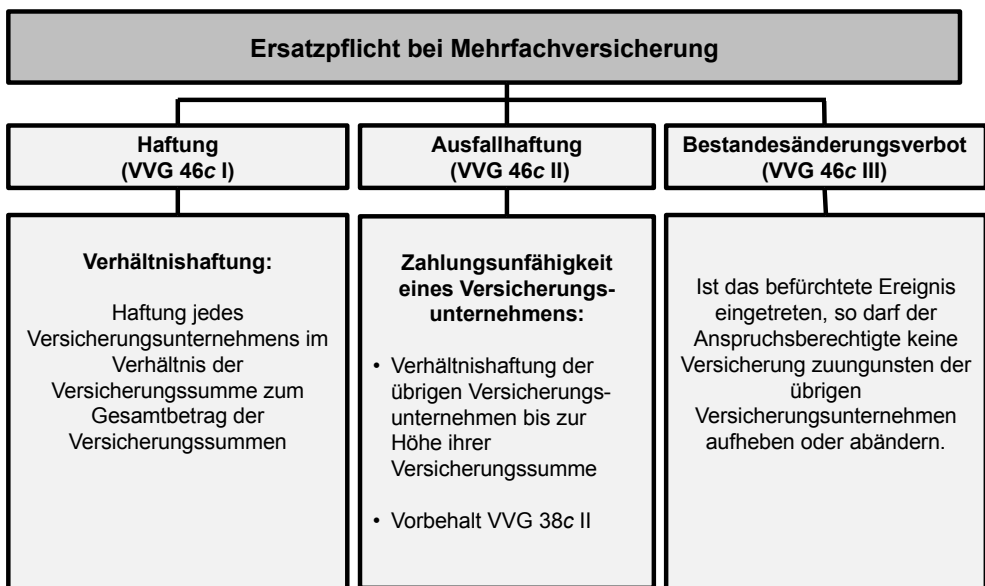 Ersatzpflicht bei Mehrfachversicherung
Haftung
(VVG 46c I)
Verhältnishaftung:
Haftung jedes
Versicherungsunternehmens im
Verhältnis der
Versicherungssumme zum
Gesamtbetrag der
Versicherungssummen
Ausfallhaftung
(VVG 46c II)
Zahlungsunfähigkeit
eines Versicherungs-
unternehmens:
• Verhältnishaftung der
übrigen Versicherungs-
unternehmen bis zur
Höhe ihrer
Versicherungssumme
• Vorbehalt VVG 38c II
Bestandesänderungsverbot
(VVG 46c III)
Ist das befürchtete Ereignis
eingetreten, so darf der
Anspruchsberechtigte keine
Versicherung zuungunsten der
übrigen
Versicherungsunternehmen
aufheben oder abändern.